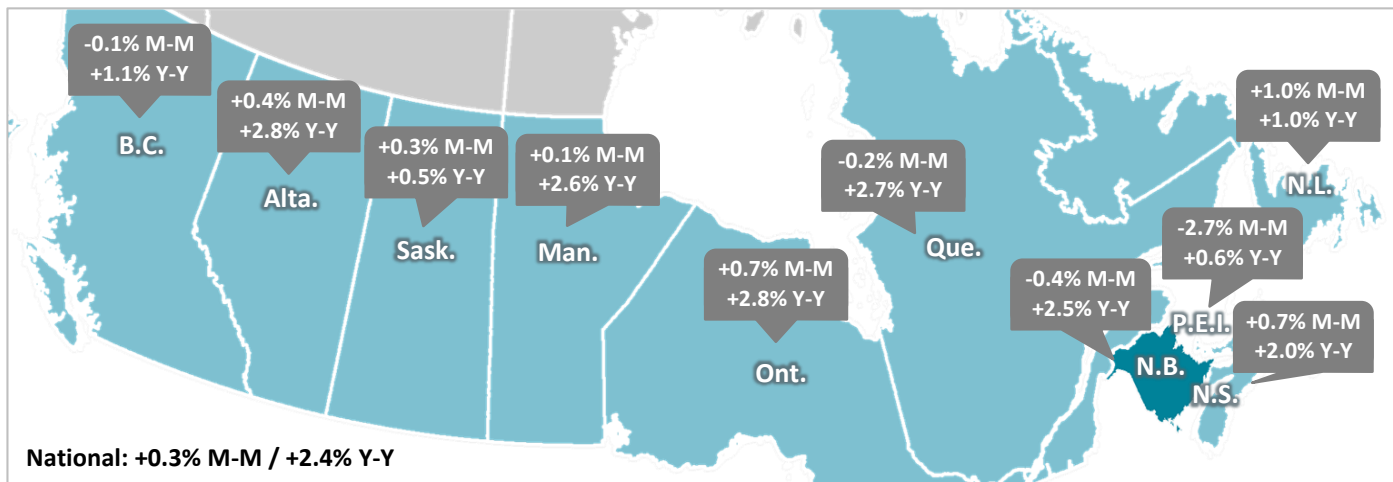 -0.1% M-M
+1.1% Y-Y
B.C.
+0.4% M-M
+2.8% Y-Y
Alta.
+0.3% M-M
+0.5% Y-Y
Sask.
+0.1% M-M
+2.6% Y-Y
Man.
+0.7% M-M
+2.8% Y-Y
Ont.
-0.2% M-M
+2.7% Y-Y
Que.
+1.0% M-M
+1.0% Y-Y
N.L.
-2.7% M-M
+0.6% Y-Y
P.E.I.
-0.4% M-M
+2.5% Y-Y
N.B.
+0.7% M-M
+2.0% Y-Y
N.S.
National: +0.3% M-M / +2.4% Y-Y